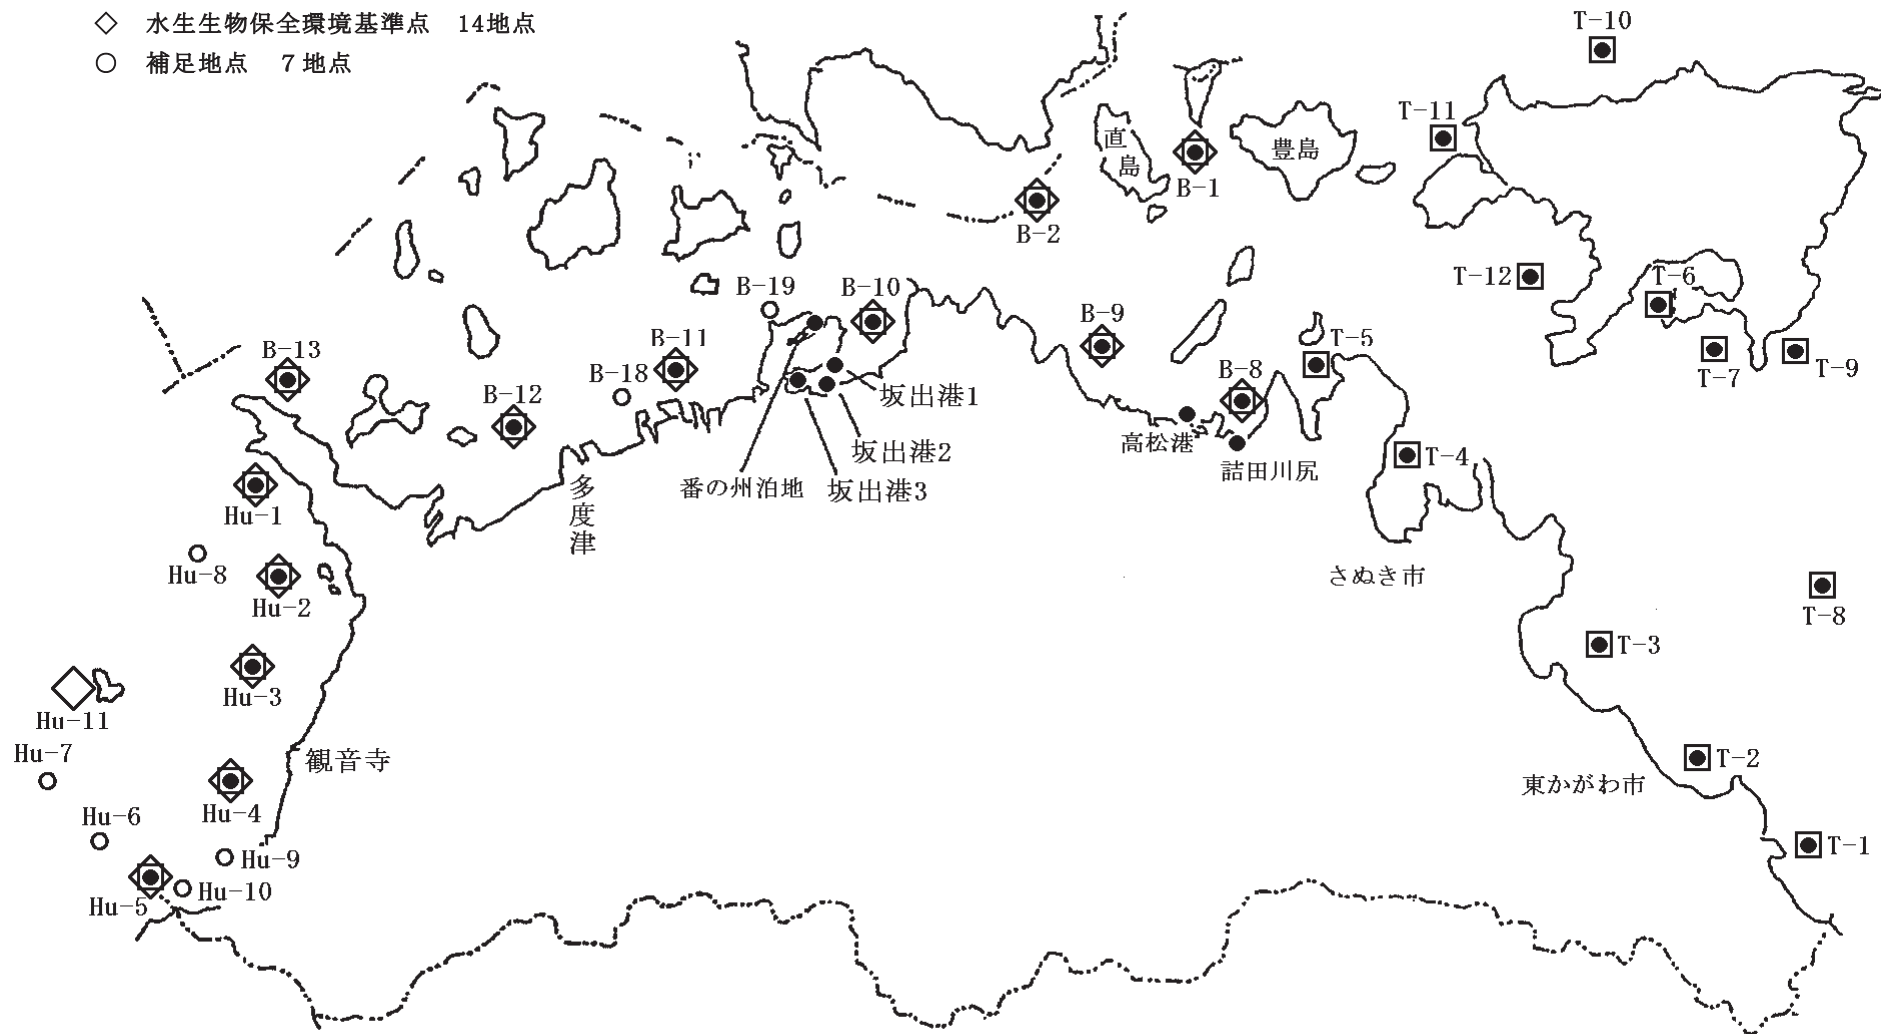 ◇ 水生生物保全環境基準点 14地点
○ 補足地点 7地点
T-10
T-11
直島
豊島
B-1
B-2
T-12
T-6
B-19
B-10
B-9
T-5
B-11
B-13
B-18
B-12
B-8
T-7
T-9
坂出港1
坂出港2
坂出港3
番の州泊地
高松港
詰田川尻
T-4
多度津
Hu-1
Hu-8
Hu-2
さぬき市
T-8
T-3
Hu-3
Hu-11
Hu-7
観音寺
T-2
東かがわ市
Hu-4
Hu-6
T-1
Hu-9
Hu-10
Hu-5